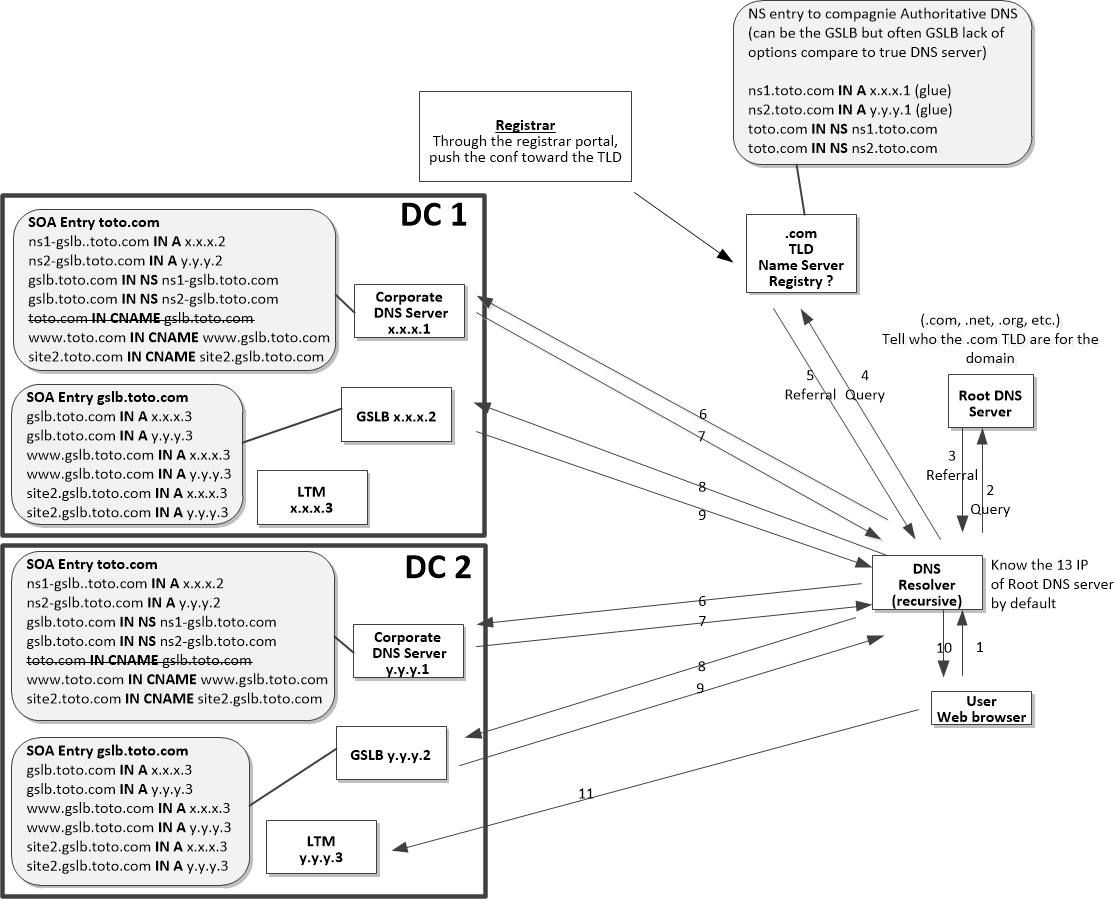 NS entry to compagnie Authoritative DNS
(can be the GSLB but often GSLB lack of
options compare to true DNS server)
ns1.toto.com IN A x.x.x.1 (glue)
ns2.toto.com IN A y.y.y.1 (glue)
toto.com IN NS ns1.toto.com
toto.com IN NS ns2.toto.com
Registrar
Through the registrar portal,
push the conf toward the TLD
.com
TLD
Name Server
Registry ?
DC 1
SOA Entry toto.com
ns1-gslb..toto.com IN A x.x.x.2
ns2-gslb.toto.com IN A y.y.y.2
gslb.toto.com IN NS ns1-gslb.toto.com
gslb.toto.com IN NS ns2-gslb.toto.com
toto.com IN CNAME gslb.toto.com
www.toto.com IN CNAME www.gslb.toto.com
site2.toto.com IN CNAME site2.gslb.toto.com
Corporate
DNS Server
x.x.x.1
SOA Entry gslb.toto.com
gslb.toto.com IN A x.x.x.3
gslb.toto.com IN A y.y.y.3
www.gslb.toto.com IN A x.x.x.3
www.gslb.toto.com IN A y.y.y.3
site2.gslb.toto.com IN A x.x.x.3
site2.gslb.toto.com IN A y.y.y.3
GSLB x.x.x.2
LTM
x.x.x.3
(.com, .net, .org, etc.)
Tell who the .com TLD are for the
domain
Root DNS
Server
5
Referral
4
Query
3
Referral
2
Query
6
7
8
9
DC 2
SOA Entry toto.com
ns1-gslb..toto.com IN A x.x.x.2
ns2-gslb.toto.com IN A y.y.y.2
gslb.toto.com IN NS ns1-gslb.toto.com
gslb.toto.com IN NS ns2-gslb.toto.com
toto.com IN CNAME gslb.toto.com
www.toto.com IN CNAME www.gslb.toto.com
site2.toto.com IN CNAME site2.gslb.toto.com
Corporate
DNS Server
y.y.y.1
SOA Entry gslb.toto.com
gslb.toto.com IN A x.x.x.3
gslb.toto.com IN A y.y.y.3
www.gslb.toto.com IN A x.x.x.3
www.gslb.toto.com IN A y.y.y.3
site2.gslb.toto.com IN A x.x.x.3
site2.gslb.toto.com IN A y.y.y.3
GSLB y.y.y.2
LTM
y.y.y.3
DNS
Resolver
(recursive)
Know the 13 IP
of Root DNS server
by default
6
7
8
9
10
1
User
Web browser
11